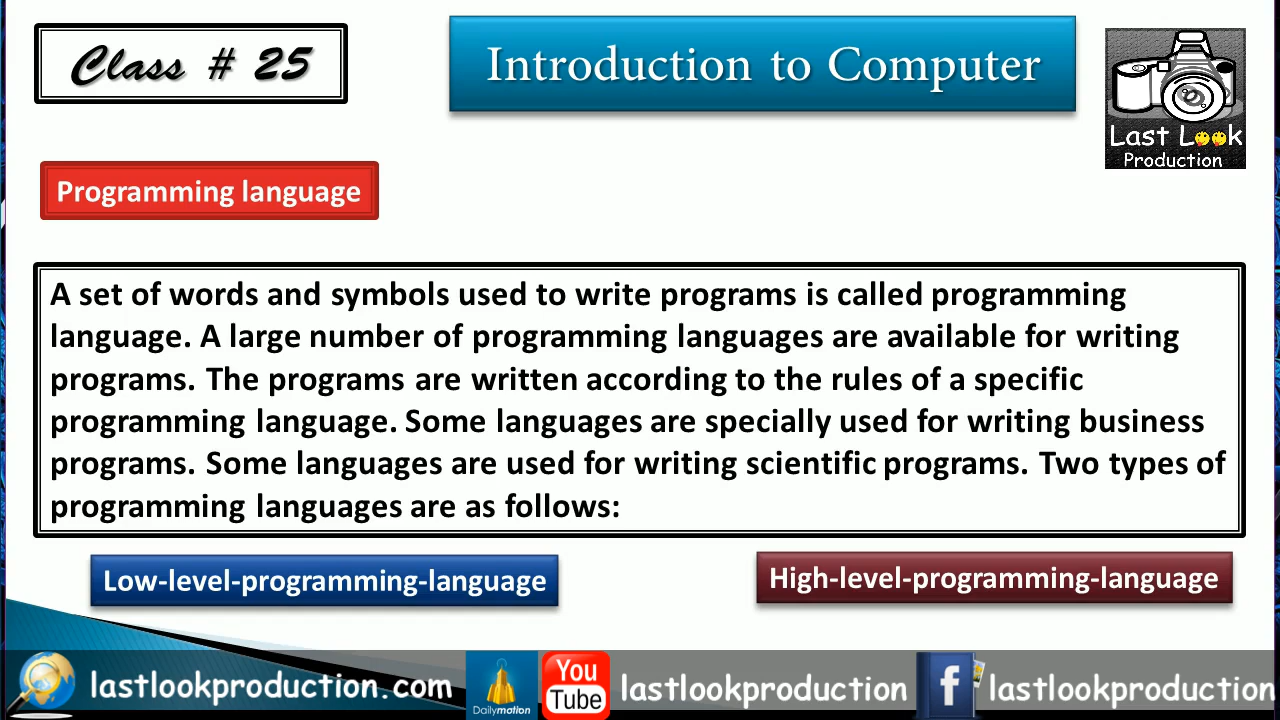 Class # 25
Introduction to Computer
Last Look
Production
Programming language
A set of words and symbols used to write programs is called programming
language. A large number of programming languages are available for writing
programs. The programs are written according to the rules of a specific
programming language. Some languages are specially used for writing business
programs. Some languages are used for writing scientific programs. Two types of
programming languages are as follows:
Low-level-programming-language
High-level-programming-language
lastlookproduction.com
Dailymotion
You
Tube
lastlookproduction
f
lastlookproduction